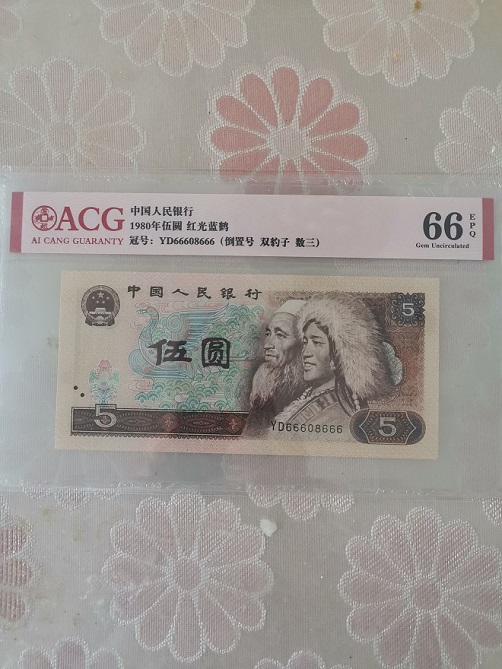 ACG
AI CANG GUARANTY
中国人民银行
1980年伍圆 红光蓝鹤
冠号: YD66608666 (倒置号 双豹子 数三)
66 EPQ
Gem Uncirculated
中国人民银行
5
伍圆
5
YD66608666
5